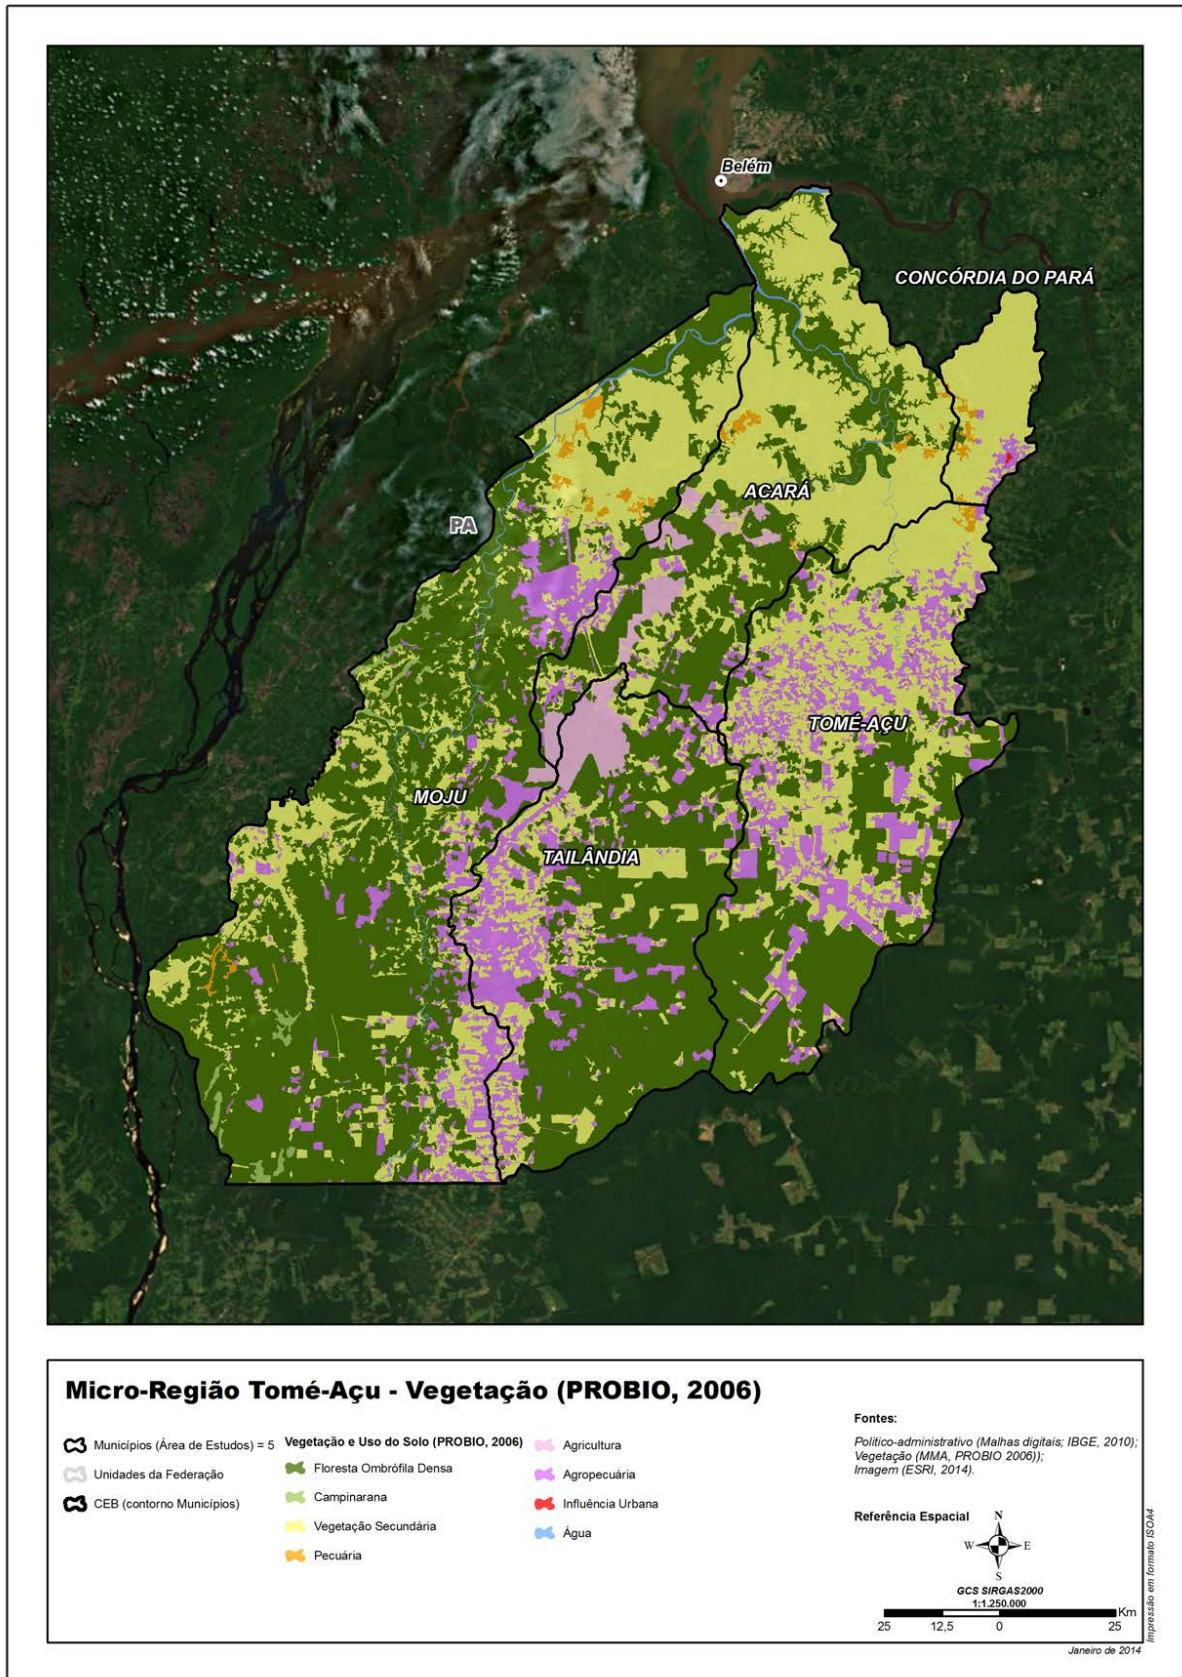 Belém
CONCÓRDIA DO PARÁ
ACARÁ
PA
TOMÉ-AÇU
MOJU
TAILÂNDIA
Micro-Região Tomé-Açu - Vegetação (PROBIO, 2006)
Municípios (Área de Estudos) = 5
Unidades da Federação
CEB (contorno Municípios)
Vegetação e Uso do Solo (PROBIO, 2006)
Floresta Ombrófila Densa
Campinarana
Vegetação Secundária
Pecuária
Agricultura
Agropecuária
Influência Urbana
Água
Fontes:
Politico-administrativo (Malhas digitais; IBGE, 2010);
Vegetação (MMA, PROBIO 2006));
Imagem (ESRI, 2014).
Referência Espacial
N
W E
S
GCS SIRGAS2000
1:1.250.000
Km
25 12,5 0 25
Impressão em formato ISOA4
Janeiro de 2014